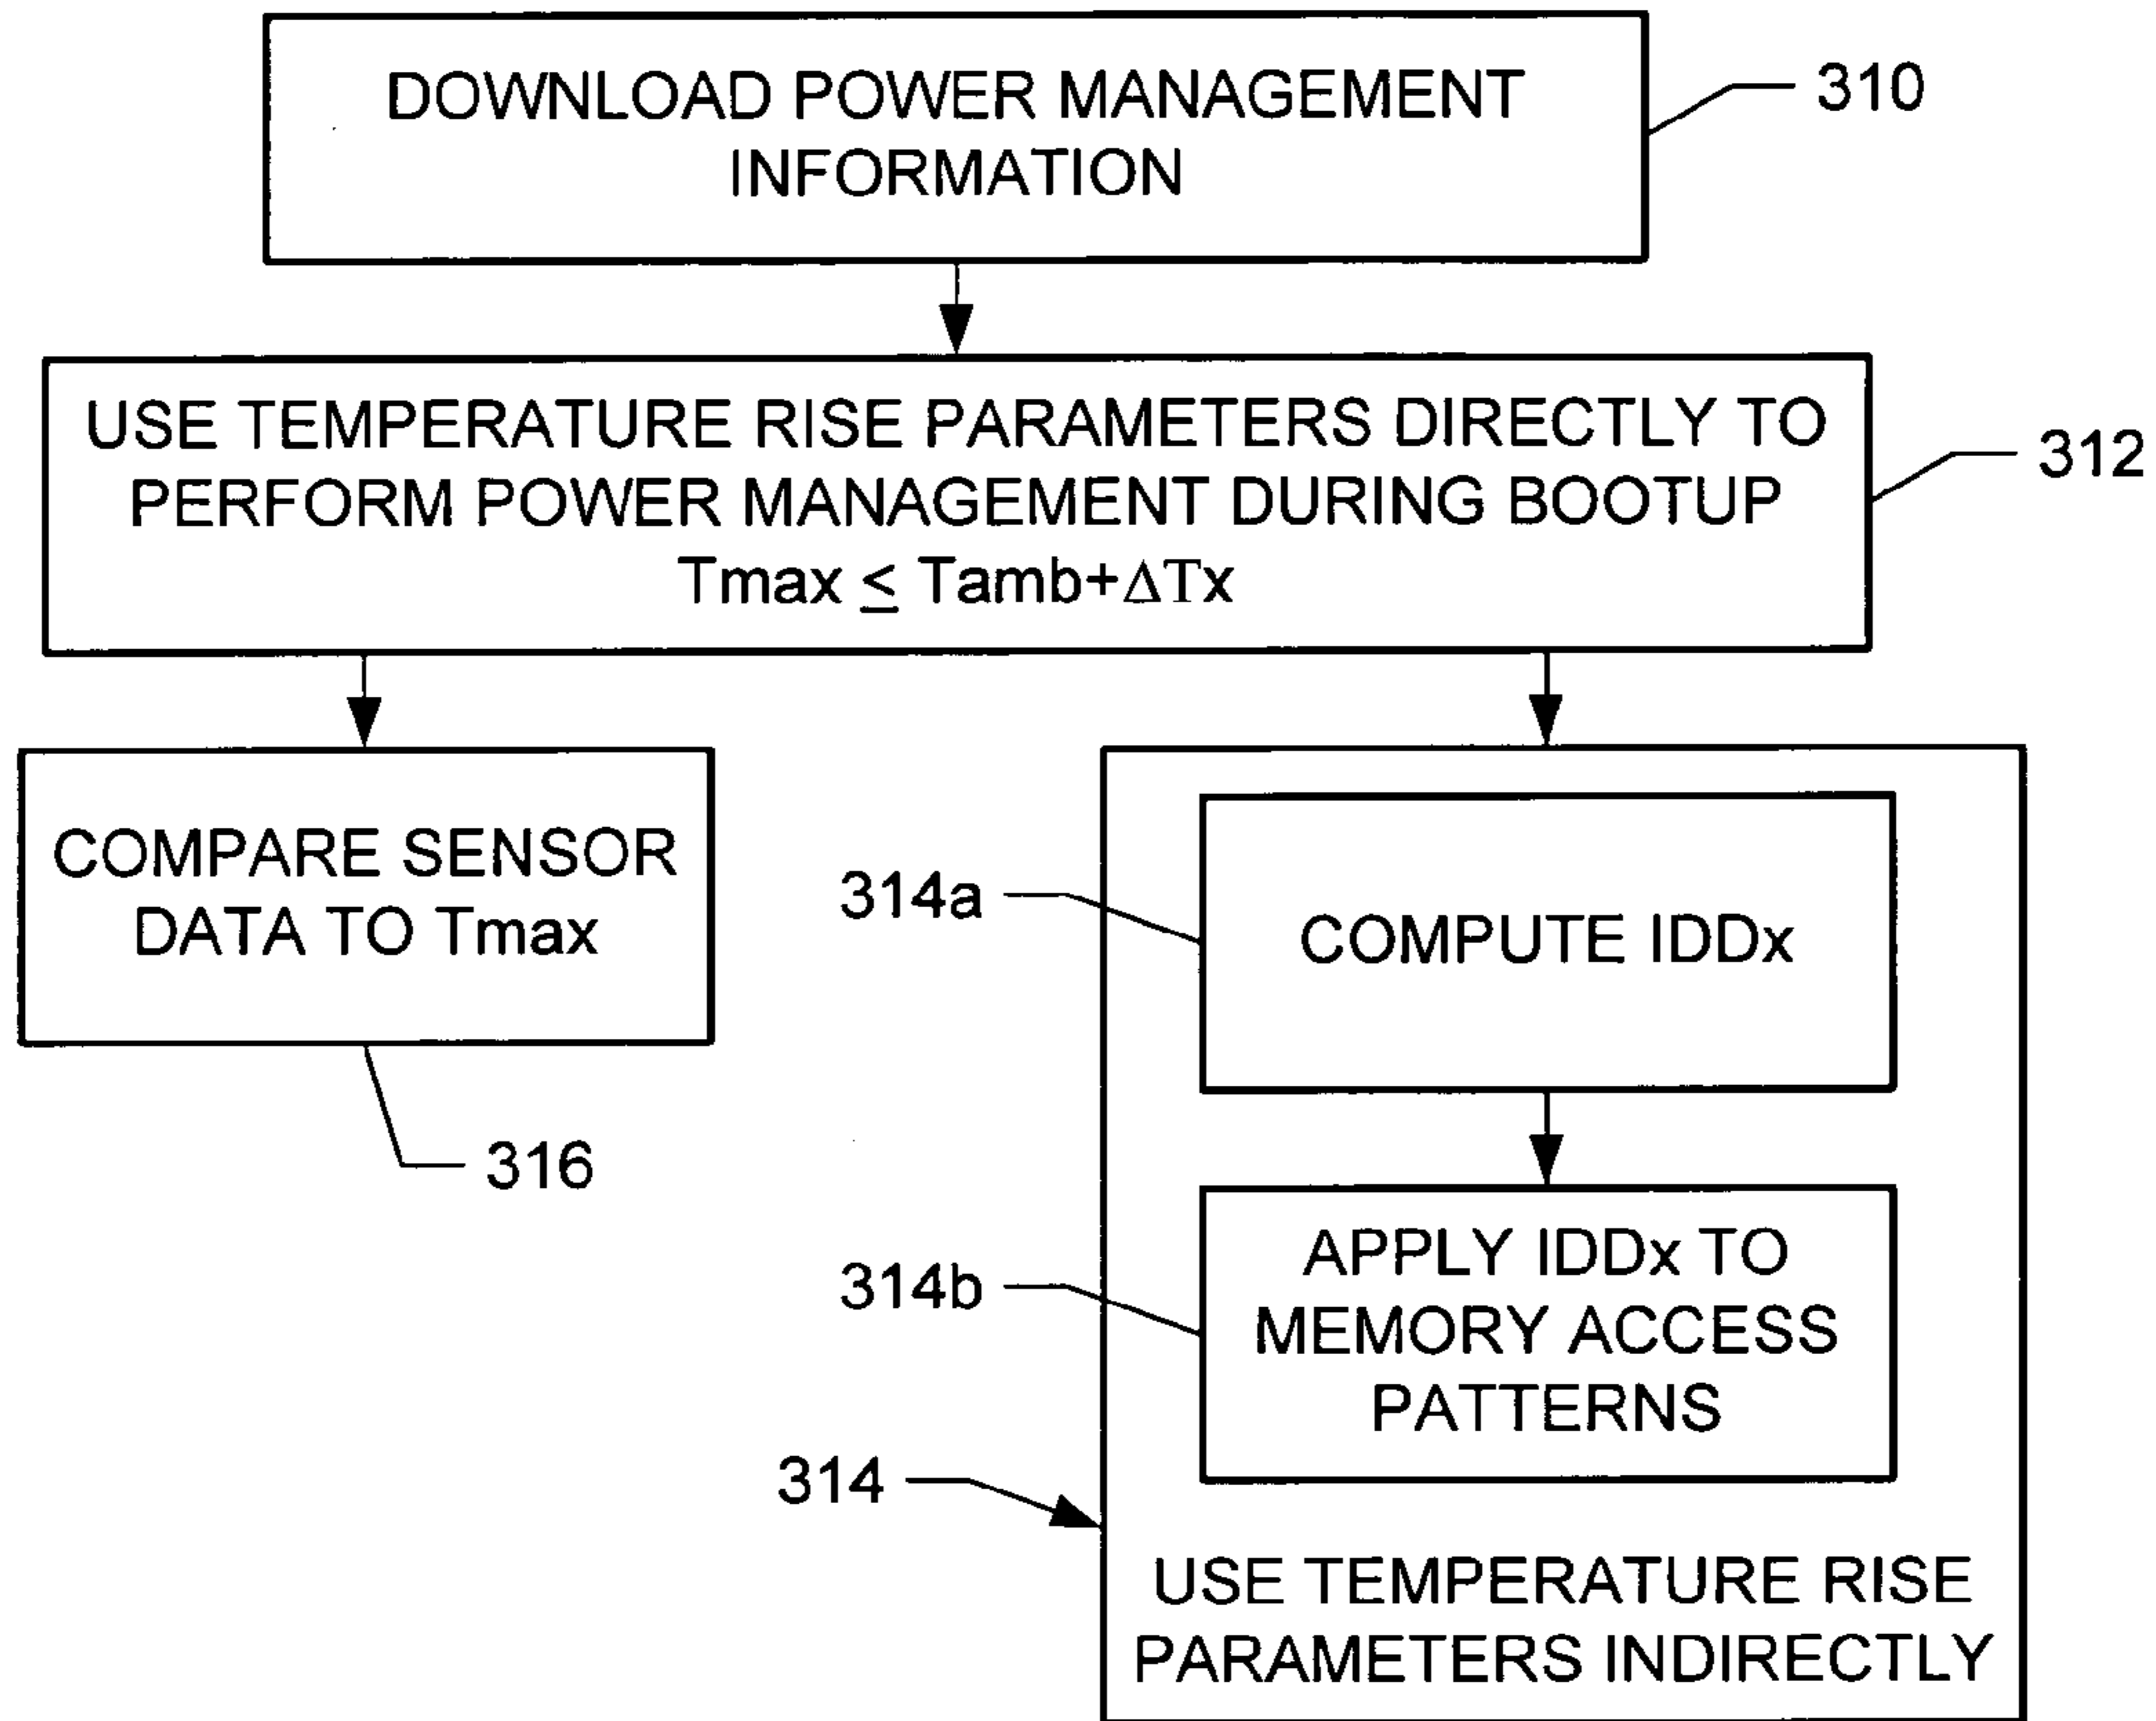 DOWNLOAD POWER MANAGEMENT
INFORMATION
310
USE TEMPERATURE RISE PARAMETERS DIRECTLY TO
PERFORM POWER MANAGEMENT DURING BOOTUP
Tmax ≤ Tamb+ΔTx
312
COMPARE SENSOR
DATA TO Tmax
316
314a
COMPUTE IDDx
314b
APPLY IDDx TO
MEMORY ACCESS
PATTERNS
314
USE TEMPERATURE RISE
PARAMETERS INDIRECTLY